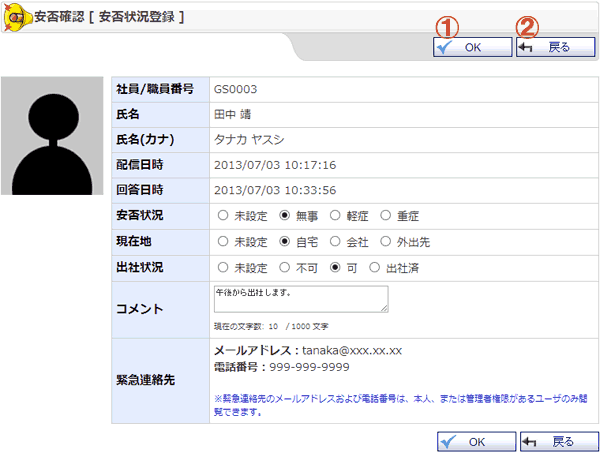 安否確認 [ 安否状況登録 ]
① ②
OK 戻る
社員/職員番号 GS0003
氏名 田中 靖
氏名(カナ) タナカ ヤスシ
配信日時 2013/07/03 10:17:16
回答日時 2013/07/03 10:33:56
安否状況 未設定 無事 軽症 重症
現在地 未設定 自宅 会社 外出先
出社状況 未設定 不可 可 出社済
コメント
午後から出社します。
現在の文字数: 10 / 1000 文字
緊急連絡先
メールアドレス：tanaka@xxx.xx.xx
電話番号：999-999-9999
※緊急連絡先のメールアドレスおよび電話番号は、本人、または管理者権限があるユーザのみ閲
覧できます。
OK 戻る